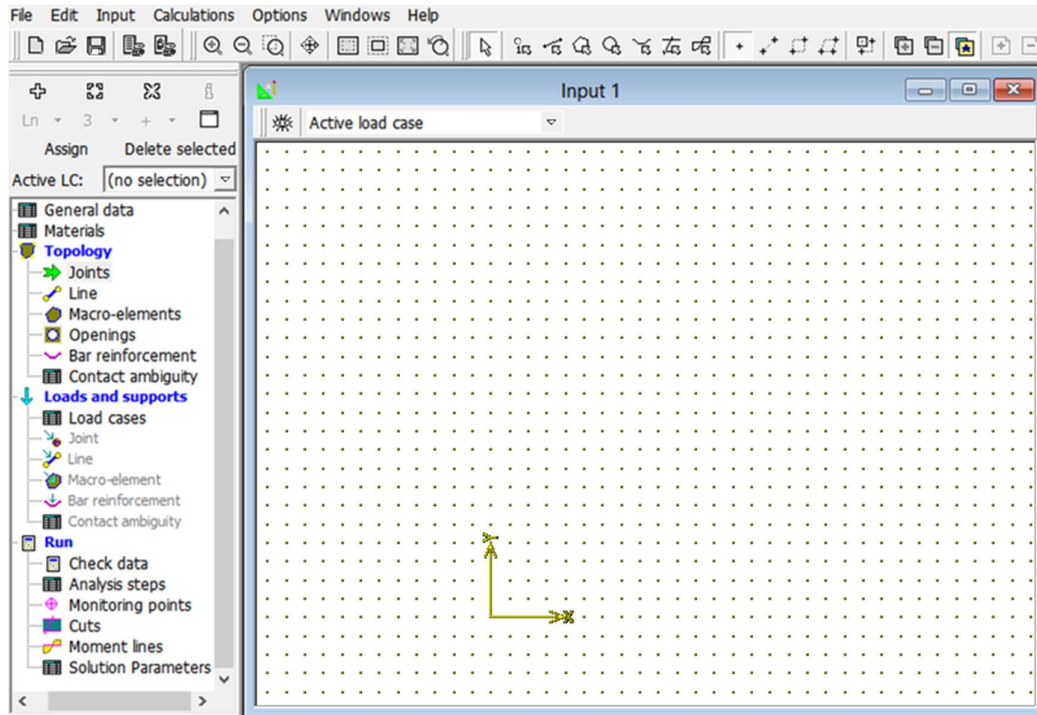 File Edit Input Calculations Options Windows Help
Input 1
Active load case
Ln 3 +
Assign Delete selected
Active LC: (no selection)
General data
Materials
Topology
Joints
Line
Macro-elements
Openings
Bar reinforcement
Contact ambiguity
Loads and supports
Load cases
Joint
Line
Macro-element
Bar reinforcement
Contact ambiguity
Run
Check data
Analysis steps
Monitoring points
Cuts
Moment lines
Solution Parameters
Y
X